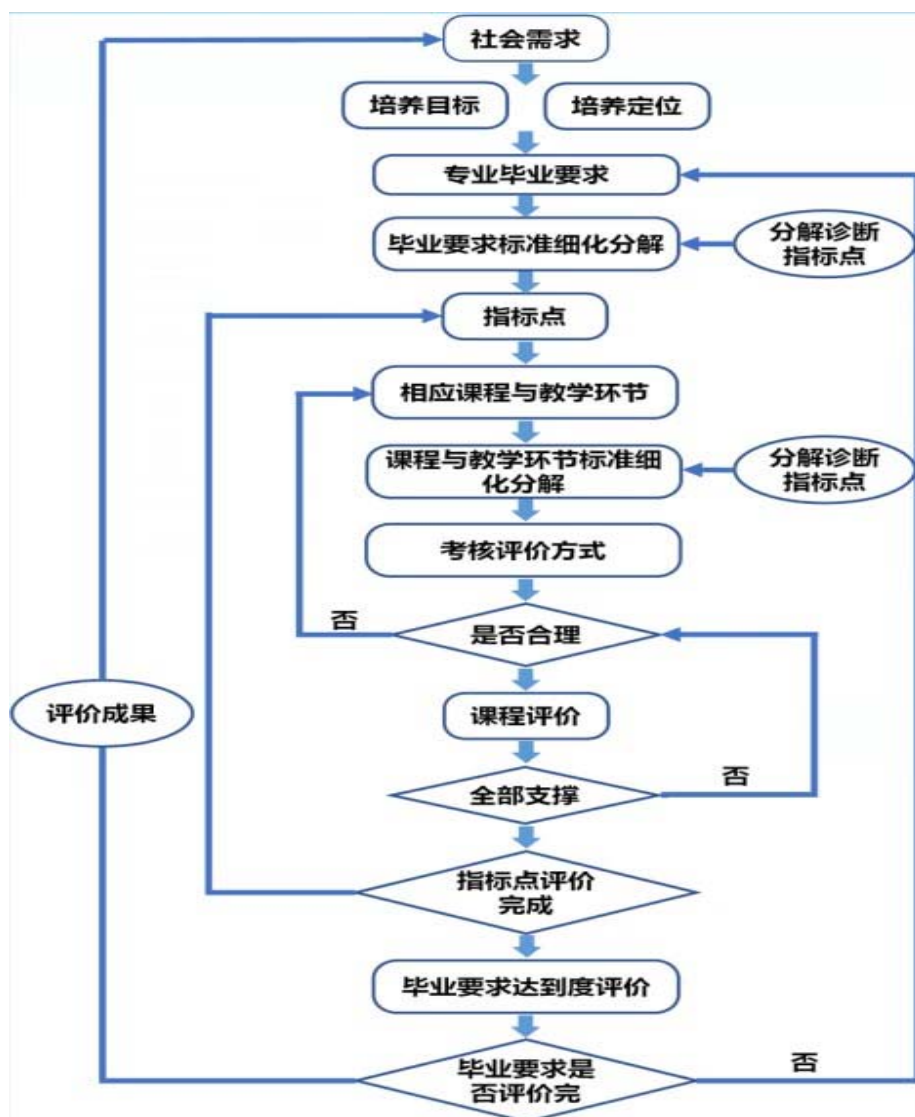 社会需求
培养目标
培养定位
专业毕业要求
毕业要求标准细化分解
分解诊断
指标点
指标点
相应课程与教学环节
课程与教学环节标准细
化分解
分解诊断
指标点
考核评价方式
是否合理
否
课程评价
评价成果
全部支撑
否
指标点评价
完成
毕业要求达到度评价
毕业要求是
否评价完
否